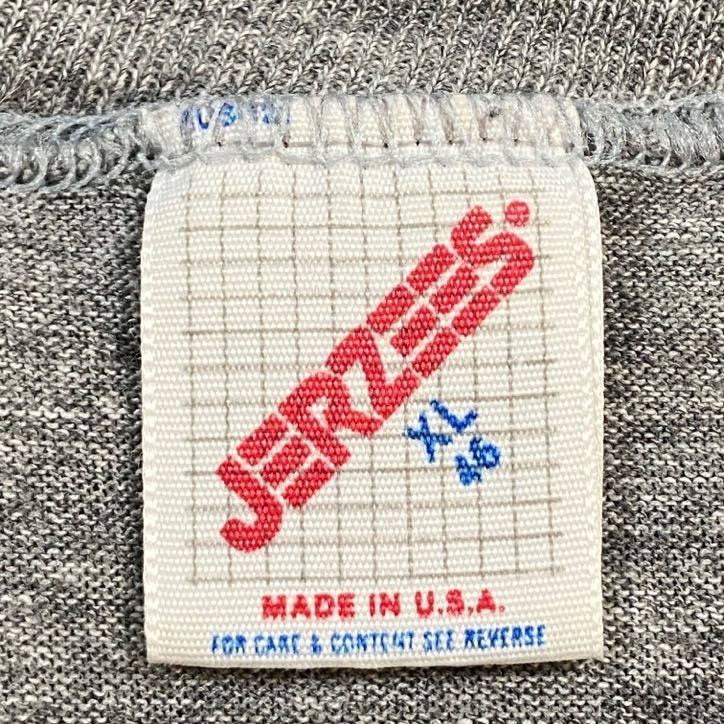 JERZEES.
XL
46
MADE IN U.S.A.
FOR CARE & CONTENT SEE REVERSE